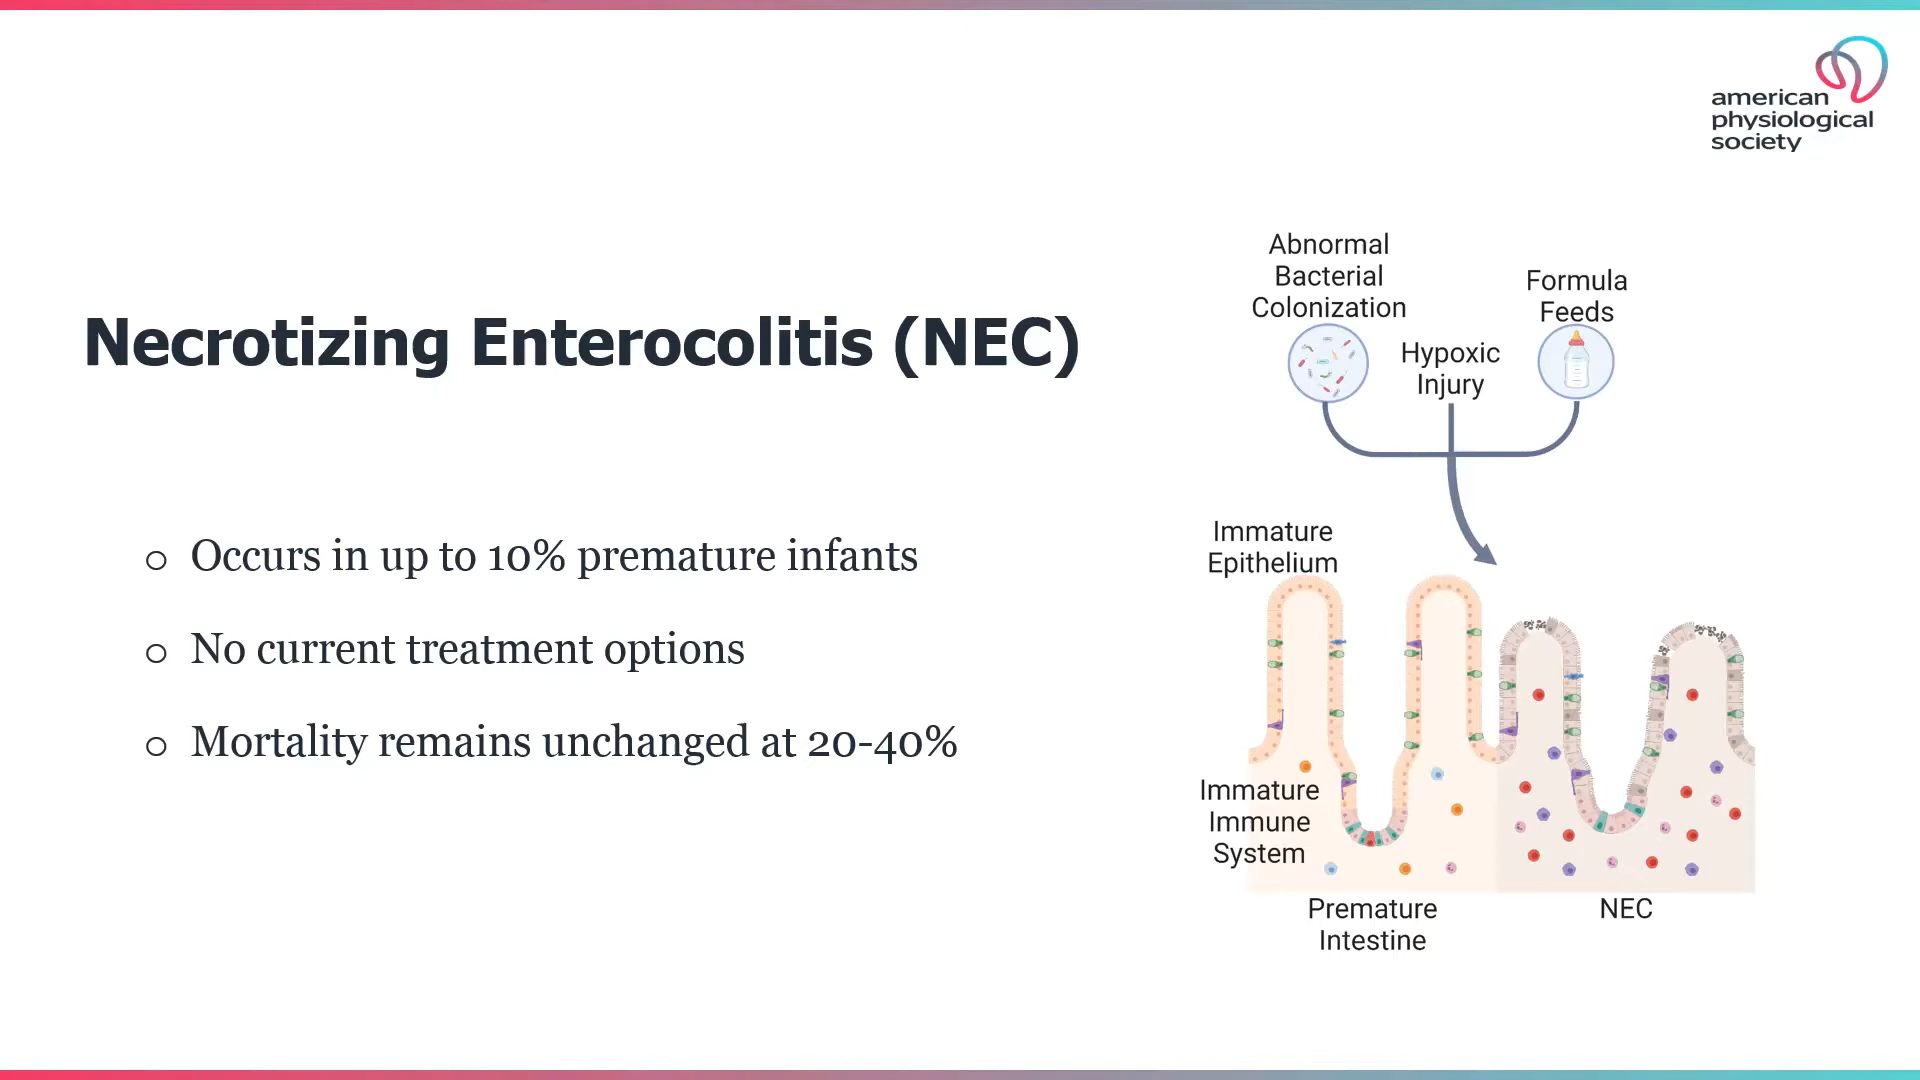 american
physiological
society
Necrotizing Enterocolitis (NEC)
Occurs in up to 10% premature infants
No current treatment options
Mortality remains unchanged at 20-40%
Abnormal
Bacterial
Colonization
Hypoxic
Injury
Formula
Feeds
Immature
Epithelium
Immature
Immune
System
Premature
Intestine
NEC